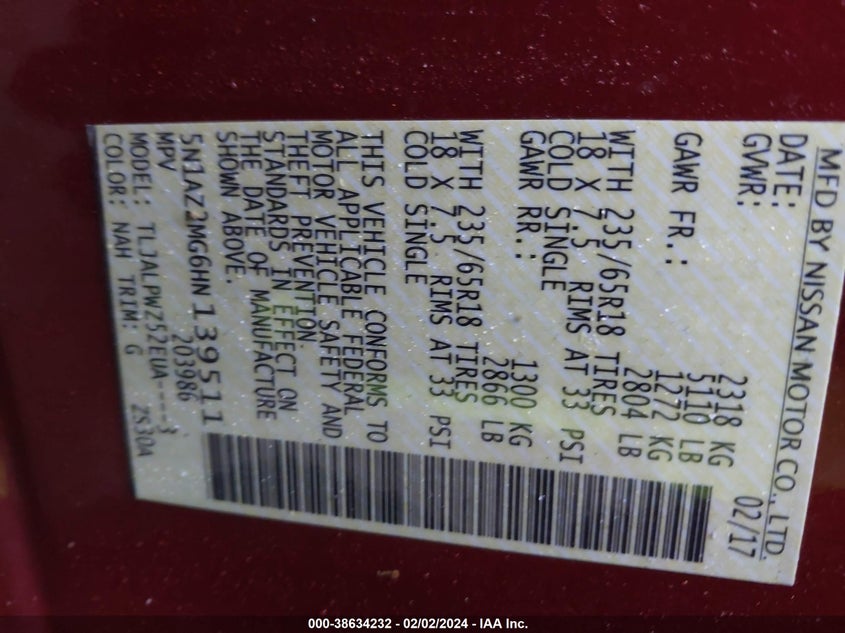 MFD BY NISSAN MOTOR CO., LTD.
DATE: 02/17
GVWR: 2318 KG
5110 LB
GAWR FR.: 1272 KG
2804 LB
WITH 235/65R18 TIRES
18 X 7.5 RIMS AT 33 PSI
COLD SINGLE
GAWR RR.: 1300 KG
2866 LB
WITH 235/65R18 TIRES
18 X 7.5 RIMS AT 33 PSI
COLD SINGLE
THIS VEHICLE CONFORMS TO
ALL APPLICABLE FEDERAL
MOTOR VEHICLE SAFETY AND
THEFT PREVENTION
STANDARDS IN EFFECT ON
THE DATE OF MANUFACTURE
SHOWN ABOVE.
5N1AZ2MG6HN139511
MPV 203986
MODEL: TLJALPWZ52EUA----3
COLOR: NAH TRIM: G ZS30A
000-38634232 - 02/02/2024 - IAA Inc.